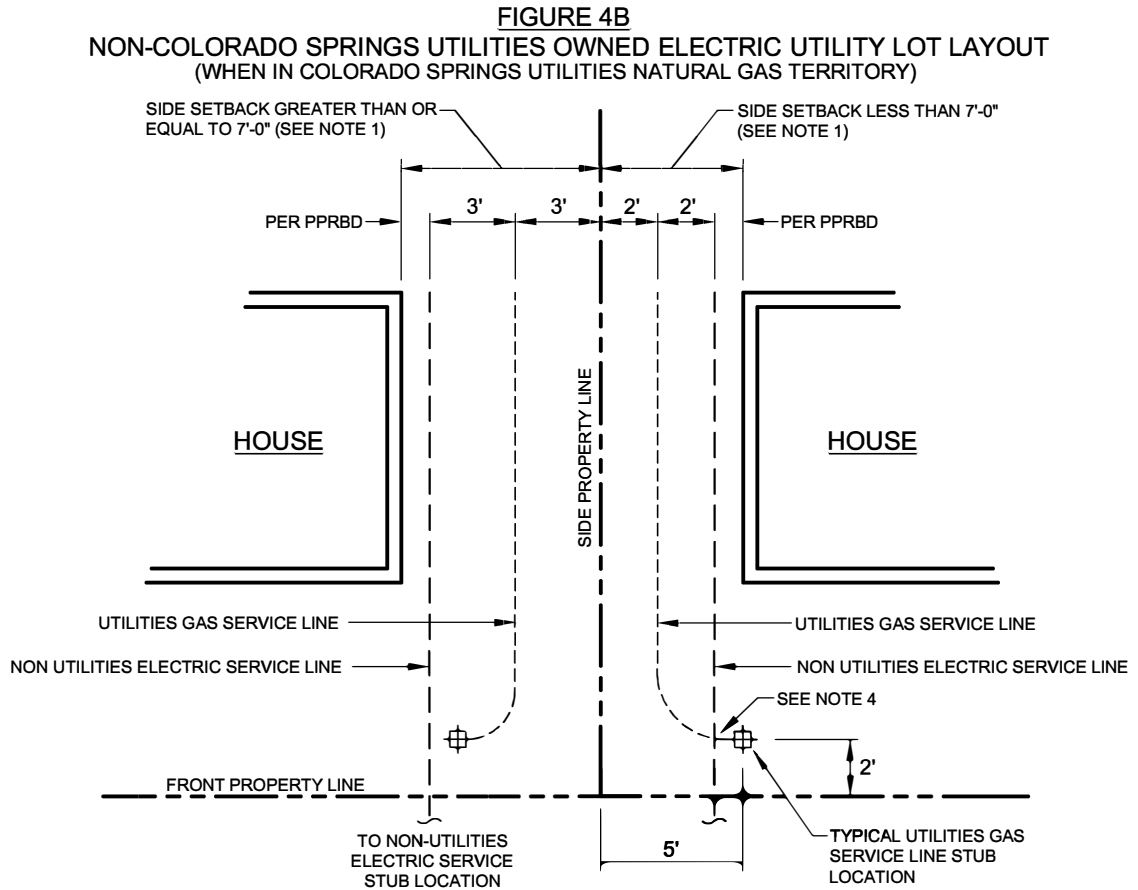 FIGURE 4B
NON-COLORADO SPRINGS UTILITIES OWNED ELECTRIC UTILITY LOT LAYOUT
(WHEN IN COLORADO SPRINGS UTILITIES NATURAL GAS TERRITORY)
SIDE SETBACK GREATER THAN OR
EQUAL TO 7'-0" (SEE NOTE 1)
SIDE SETBACK LESS THAN 7'-0"
(SEE NOTE 1)
3'
3'
2'
2'
PER PPRBD
PER PPRBD
HOUSE
SIDE PROPERTY LINE
HOUSE
UTILITIES GAS SERVICE LINE
UTILITIES GAS SERVICE LINE
NON UTILITIES ELECTRIC SERVICE LINE
NON UTILITIES ELECTRIC SERVICE LINE
SEE NOTE 4
2'
FRONT PROPERTY LINE
TO NON-UTILITIES
ELECTRIC SERVICE
STUB LOCATION
5'
TYPICAL UTILITIES GAS
SERVICE LINE STUB
LOCATION